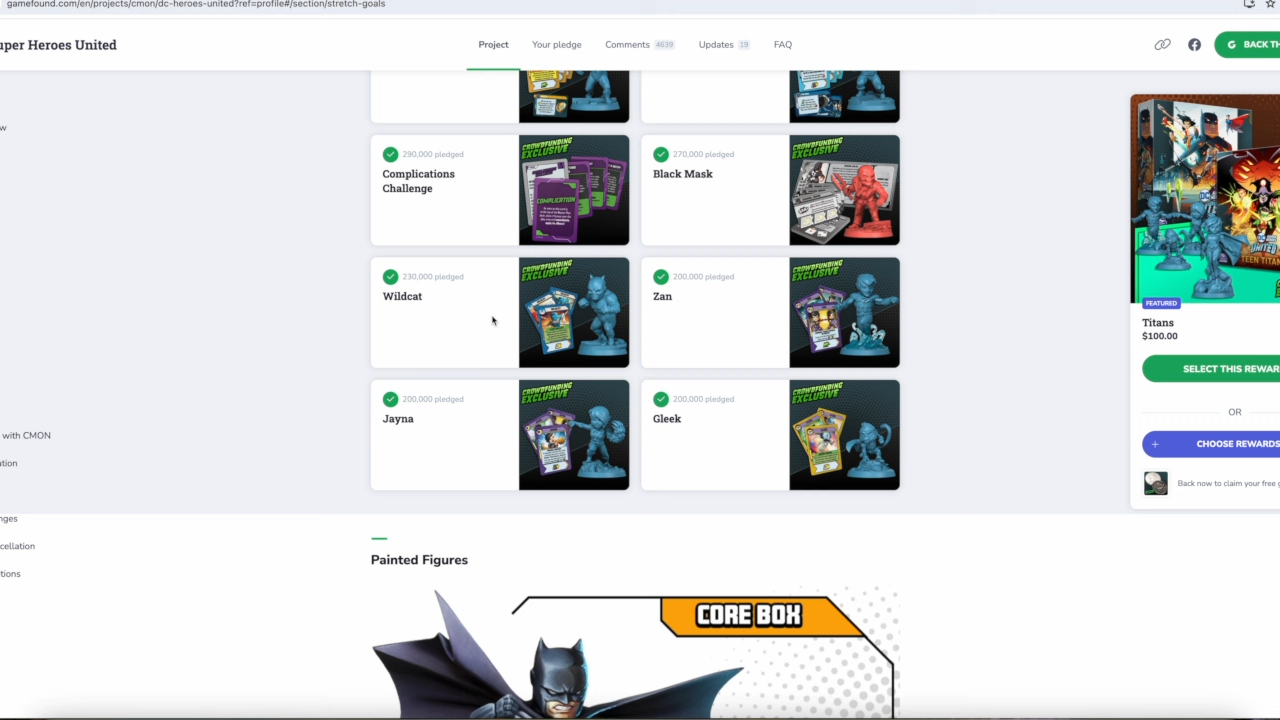 gamefound.com/en/projects/cmon/dc-heroes-united?ref=profile#/section/stretch-goals
uper Heroes United
Project
Your pledge
Comments 4639
Updates 19
FAQ
BACK TH
w
with CMON
ation
nges
cellation
tions
290,000 pledged
Complications
Challenge
CROWDFUNDING
EXCLUSIVE
COMPLICATION
270,000 pledged
Black Mask
CROWDFUNDING
EXCLUSIVE
230,000 pledged
Wildcat
CROWDFUNDING
EXCLUSIVE
200,000 pledged
Zan
CROWDFUNDING
EXCLUSIVE
200,000 pledged
Jayna
CROWDFUNDING
EXCLUSIVE
200,000 pledged
Gleek
CROWDFUNDING
EXCLUSIVE
UNITED
TEEN TITAN
FEATURED
Titans
$100.00
SELECT THIS REWAR
OR
+ CHOOSE REWARDS
Back now to claim your free g
Painted Figures
CORE BOX